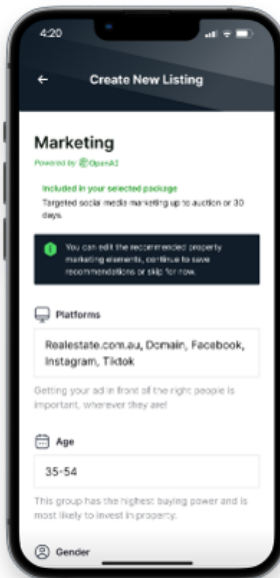 4:20
Create New Listing
Marketing
Powered by OpenAI
Included in your selected package
Targeted social media marketing up to auction or 30
days.
You can edit the recommended property
marketing elements, continue to save
recommendations or skip for now.
Platforms
Realestate.com.au, Domain, Facebook,
Instagram, Tiktok
Getting your ad in front of the right people is
important, wherever they are!
Age
35-54
This group has the highest buying power and is
most likely to invest in property.
Gender